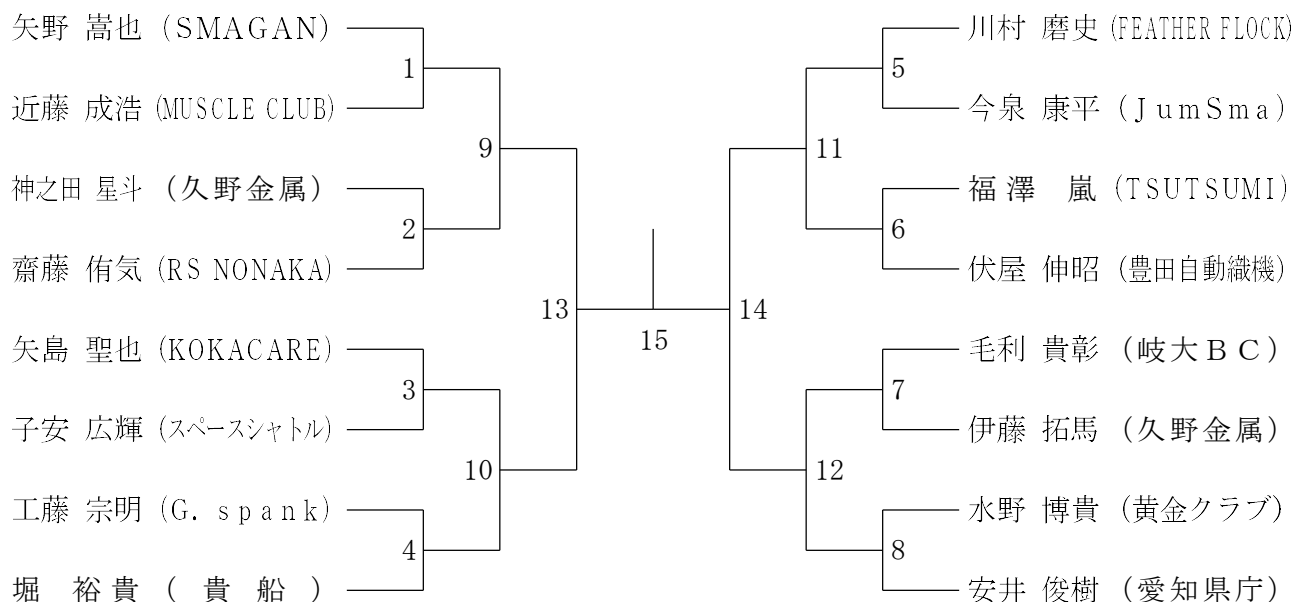 矢野 嵩也 (SMAGAN)
1
近藤 成浩 (MUSCLE CLUB)
9
神之田 星斗 (久野金属)
2
齋藤 侑気 (RS NONAKA)
13
矢島 聖也 (KOKACARE)
3
子安 広輝 (スペースシャトル)
10
工藤 宗明 (G. spank)
4
堀 裕貴 (貴船)
15
川村 磨史 (FEATHER FLOCK)
5
今泉 康平 (JumSma)
11
福澤 嵐 (TSUTSUMI)
6
伏屋 伸昭 (豊田自動織機)
14
毛利 貴彰 (岐大BC)
7
伊藤 拓馬 (久野金属)
12
水野 博貴 (黄金クラブ)
8
安井 俊樹 (愛知県庁)